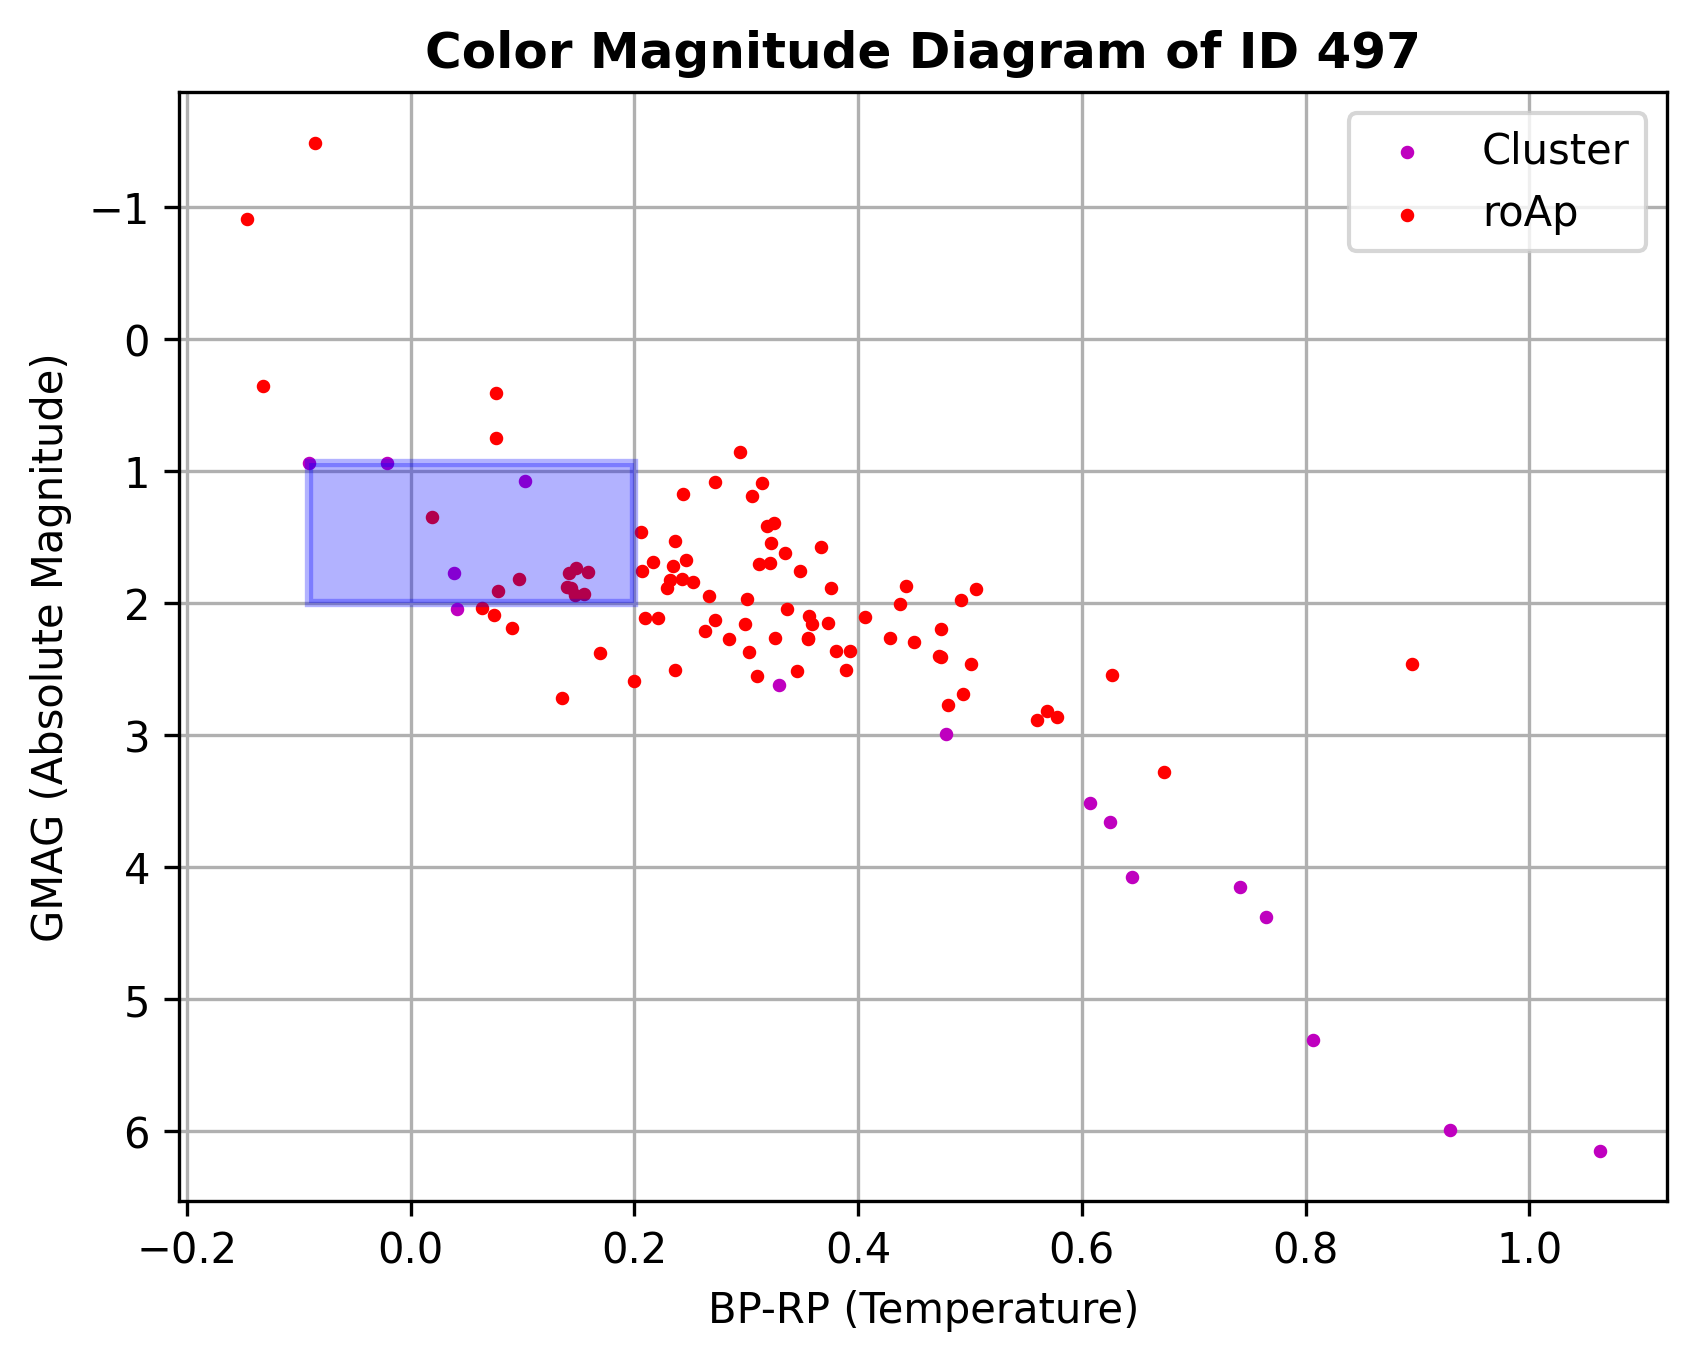 Color Magnitude Diagram of ID 497
Cluster
roAp
GMAG (Absolute Magnitude)
−1
0
1
2
3
4
5
6
−0.2 0.0 0.2 0.4 0.6 0.8 1.0
BP-RP (Temperature)